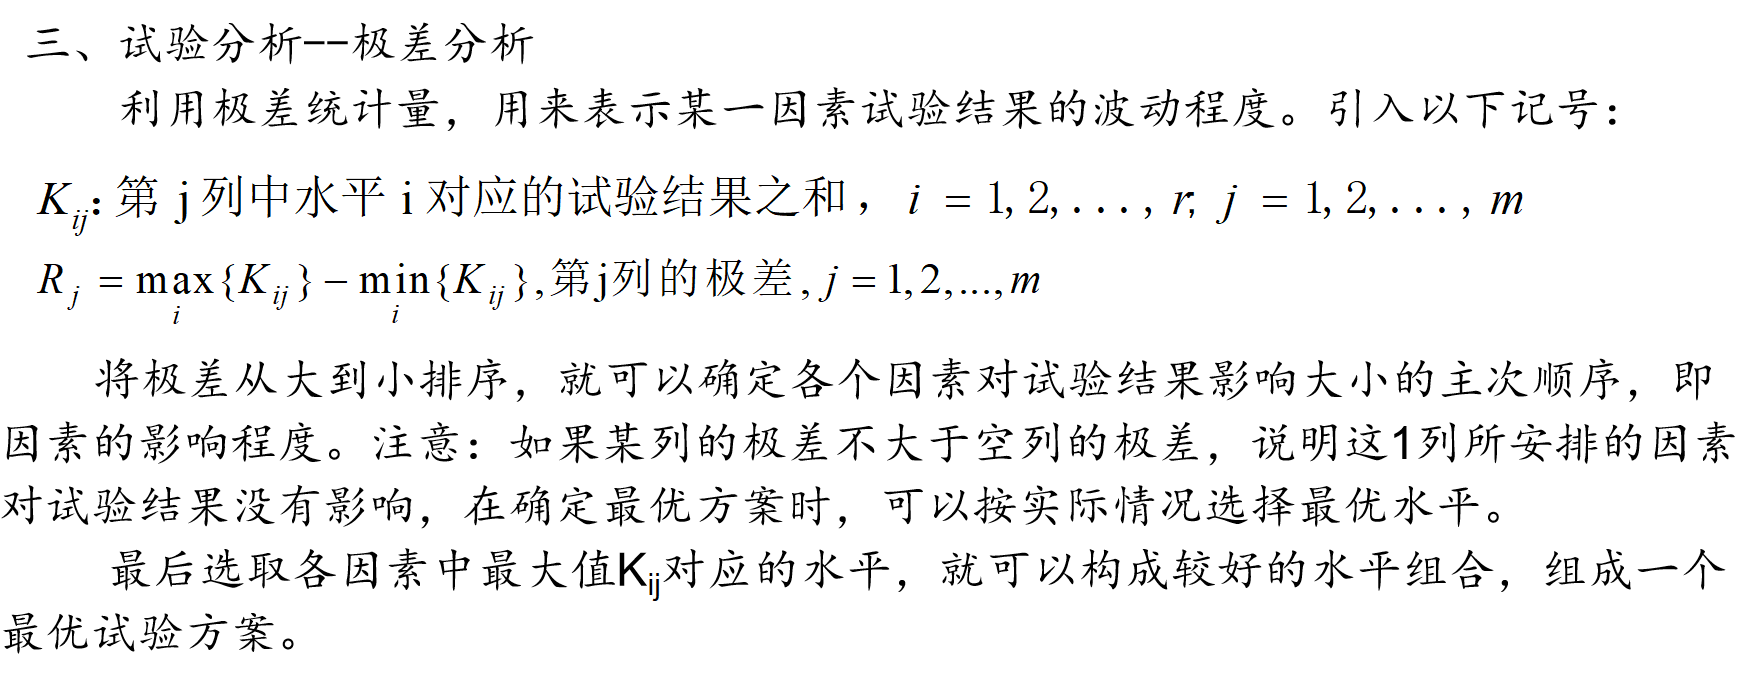 三、试验分析--极差分析
利用极差统计量，用来表示某一因素试验结果的波动程度。引入以下记号：
K_{ij}: 第 j 列中水平 i 对应的试验结果之和， i = 1, 2, . . . , r; j = 1, 2, . . . , m
R_j = \max_i{K_{ij}} − \min_i{K_{ij}},第j列的极差, j = 1,2,...,m
将极差从大到小排序，就可以确定各个因素对试验结果影响大小的主次顺序，即
因素的影响程度。注意：如果某列的极差不大于空列的极差，说明这1列所安排的因素
对试验结果没有影响，在确定最优方案时，可以按实际情况选择最优水平。
最后选取各因素中最大值K_{ij}对应的水平，就可以构成较好的水平组合，组成一个
最优试验方案。